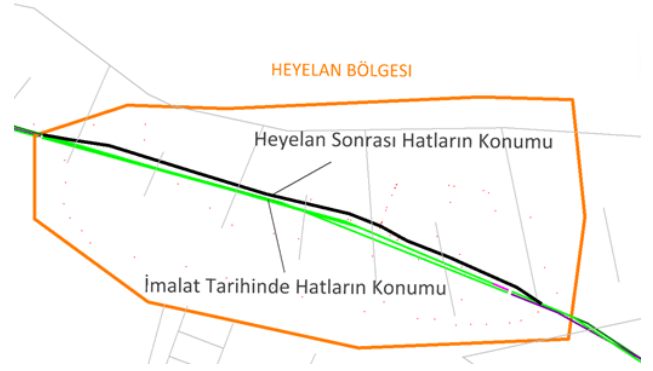 HEYELAN BÖLGESI
Heyelan Sonrası Hatların Konumu
İmalat Tarihinde Hatların Konumu